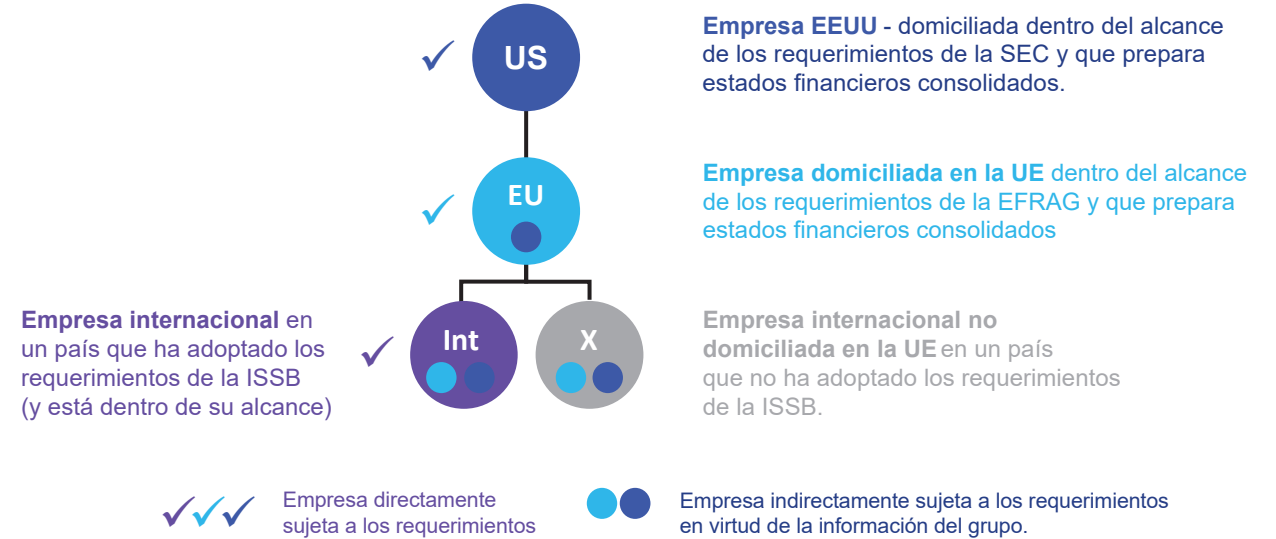 US
Empresa EEUU - domiciliada dentro del alcance
de los requerimientos de la SEC y que prepara
estados financieros consolidados.
EU
Empresa domiciliada en la UE dentro del alcance
de los requerimientos de la EFRAG y que prepara
estados financieros consolidados
Empresa internacional en
un país que ha adoptado los
requerimientos de la ISSB
(y está dentro de su alcance)
Int
X
Empresa internacional no
domiciliada en la UE en un país
que no ha adoptado los requerimientos
de la ISSB.
Empresa directamente
sujeta a los requerimientos
Empresa indirectamente sujeta a los requerimientos
en virtud de la información del grupo.